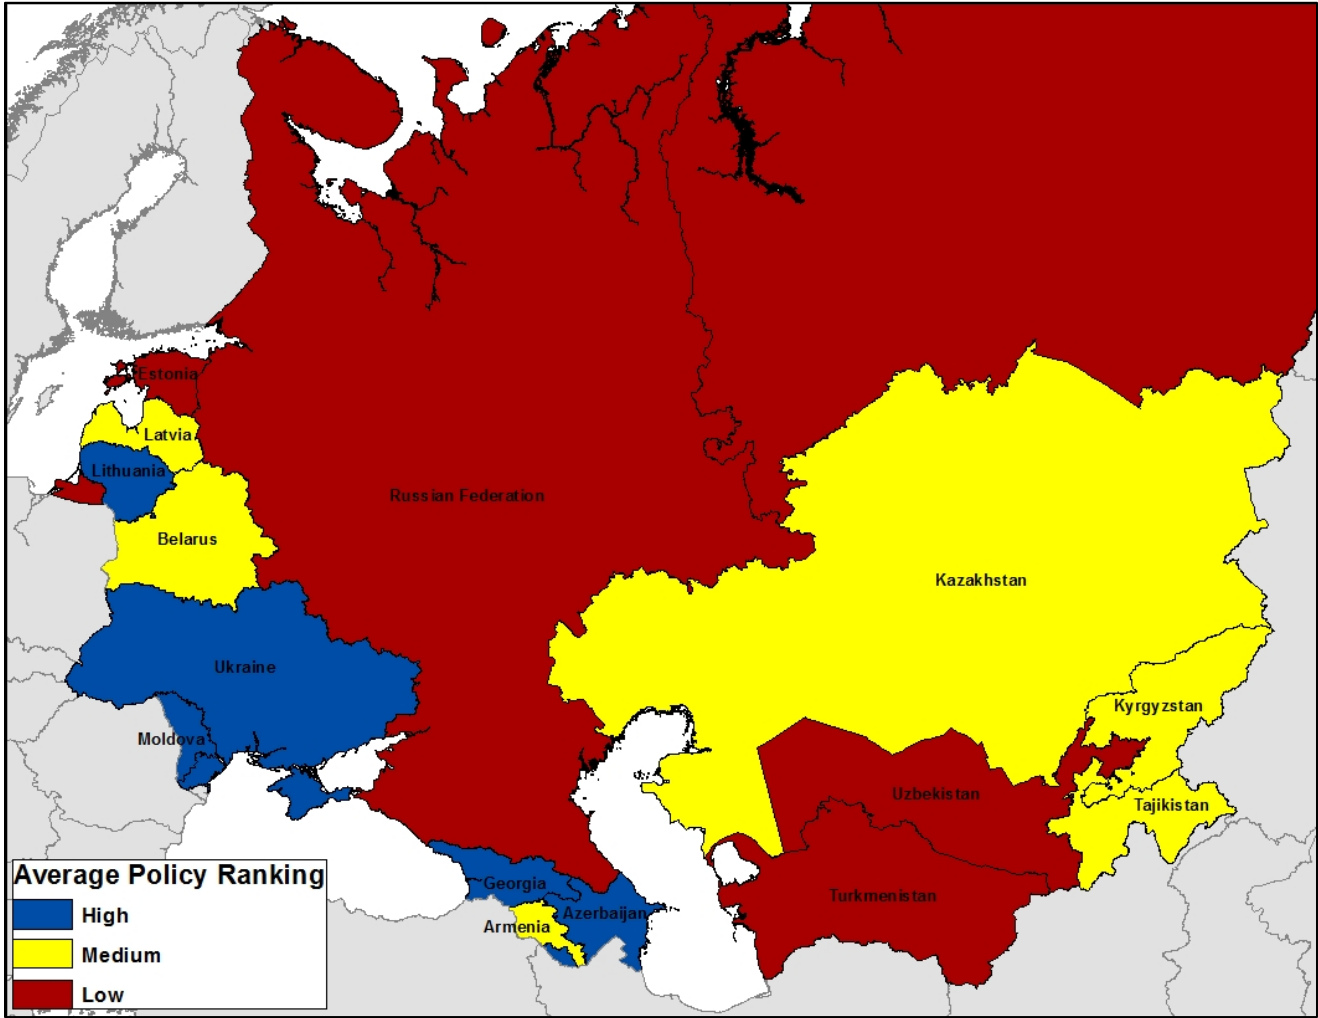 Estonia
Latvia
Lithuania
Russian Federation
Belarus
Kazakhstan
Ukraine
Kyrgyzstan
Moldova
Uzbekistan
Tajikistan
Georgia
Turkmenistan
Azerbaijan
Armenia
Average Policy Ranking
High
Medium
Low